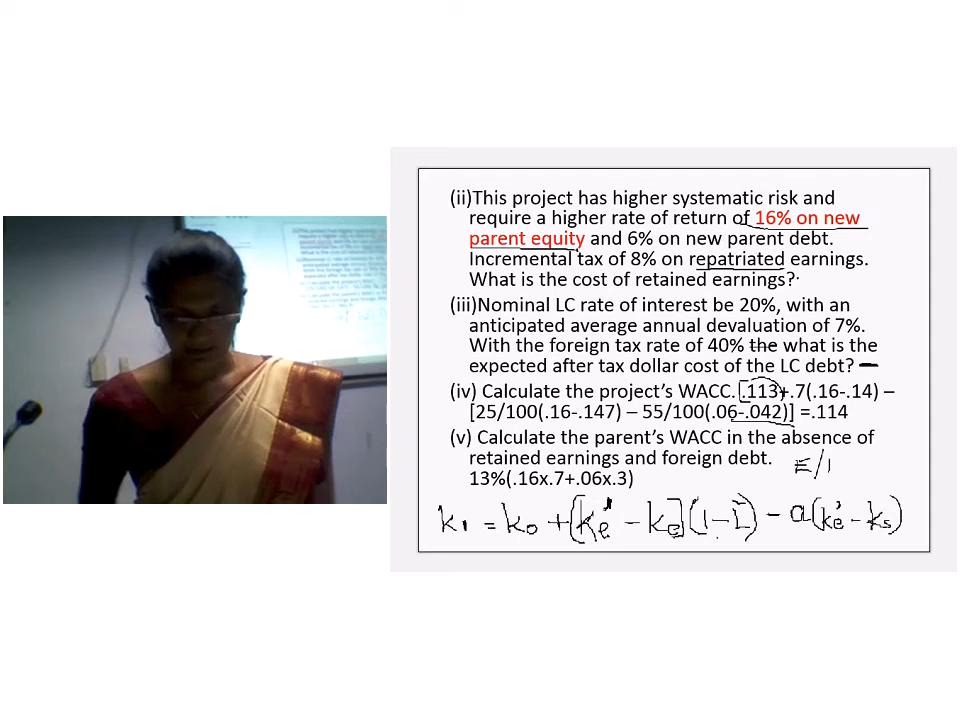 (ii)This project has higher systematic risk and
require a higher rate of return of 16% on new
parent equity and 6% on new parent debt.
Incremental tax of 8% on repatriated earnings.
What is the cost of retained earnings?
(iii)Nominal LC rate of interest be 20%, with an
anticipated average annual devaluation of 7%.
With the foreign tax rate of 40% the what is the
expected after tax dollar cost of the LC debt?
(iv) Calculate the project's WACC. .113+.7(.16-.14) –
[25/100(.16-.147) – 55/100(.06-.042)] =.114
(v) Calculate the parent's WACC in the absence of
retained earnings and foreign debt.
E/I
13%(.16x.7+.06x.3)
k1 = ko + [ke' - ke](1-L) - a(ke' - ks)